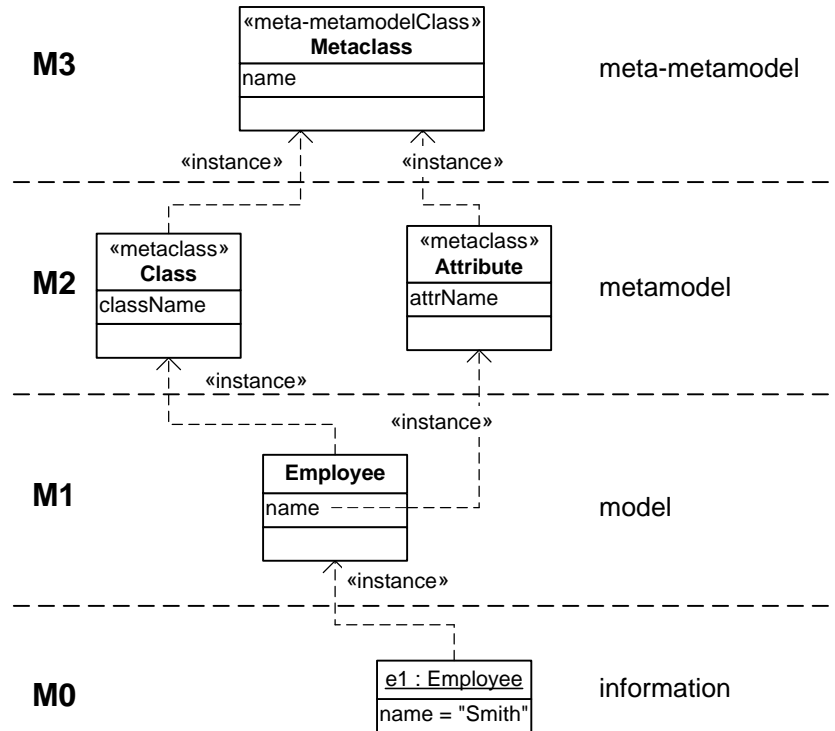 «meta-metamodelClass»
Metaclass
M3
meta-metamodel
name
«instance»
«instance»
«metaclass»
Class
«metaclass»
Attribute
M2
metamodel
className
attrName
«instance»
«instance»
Employee
M1
name
model
«instance»
e1 : Employee
M0
information
name = "Smith"